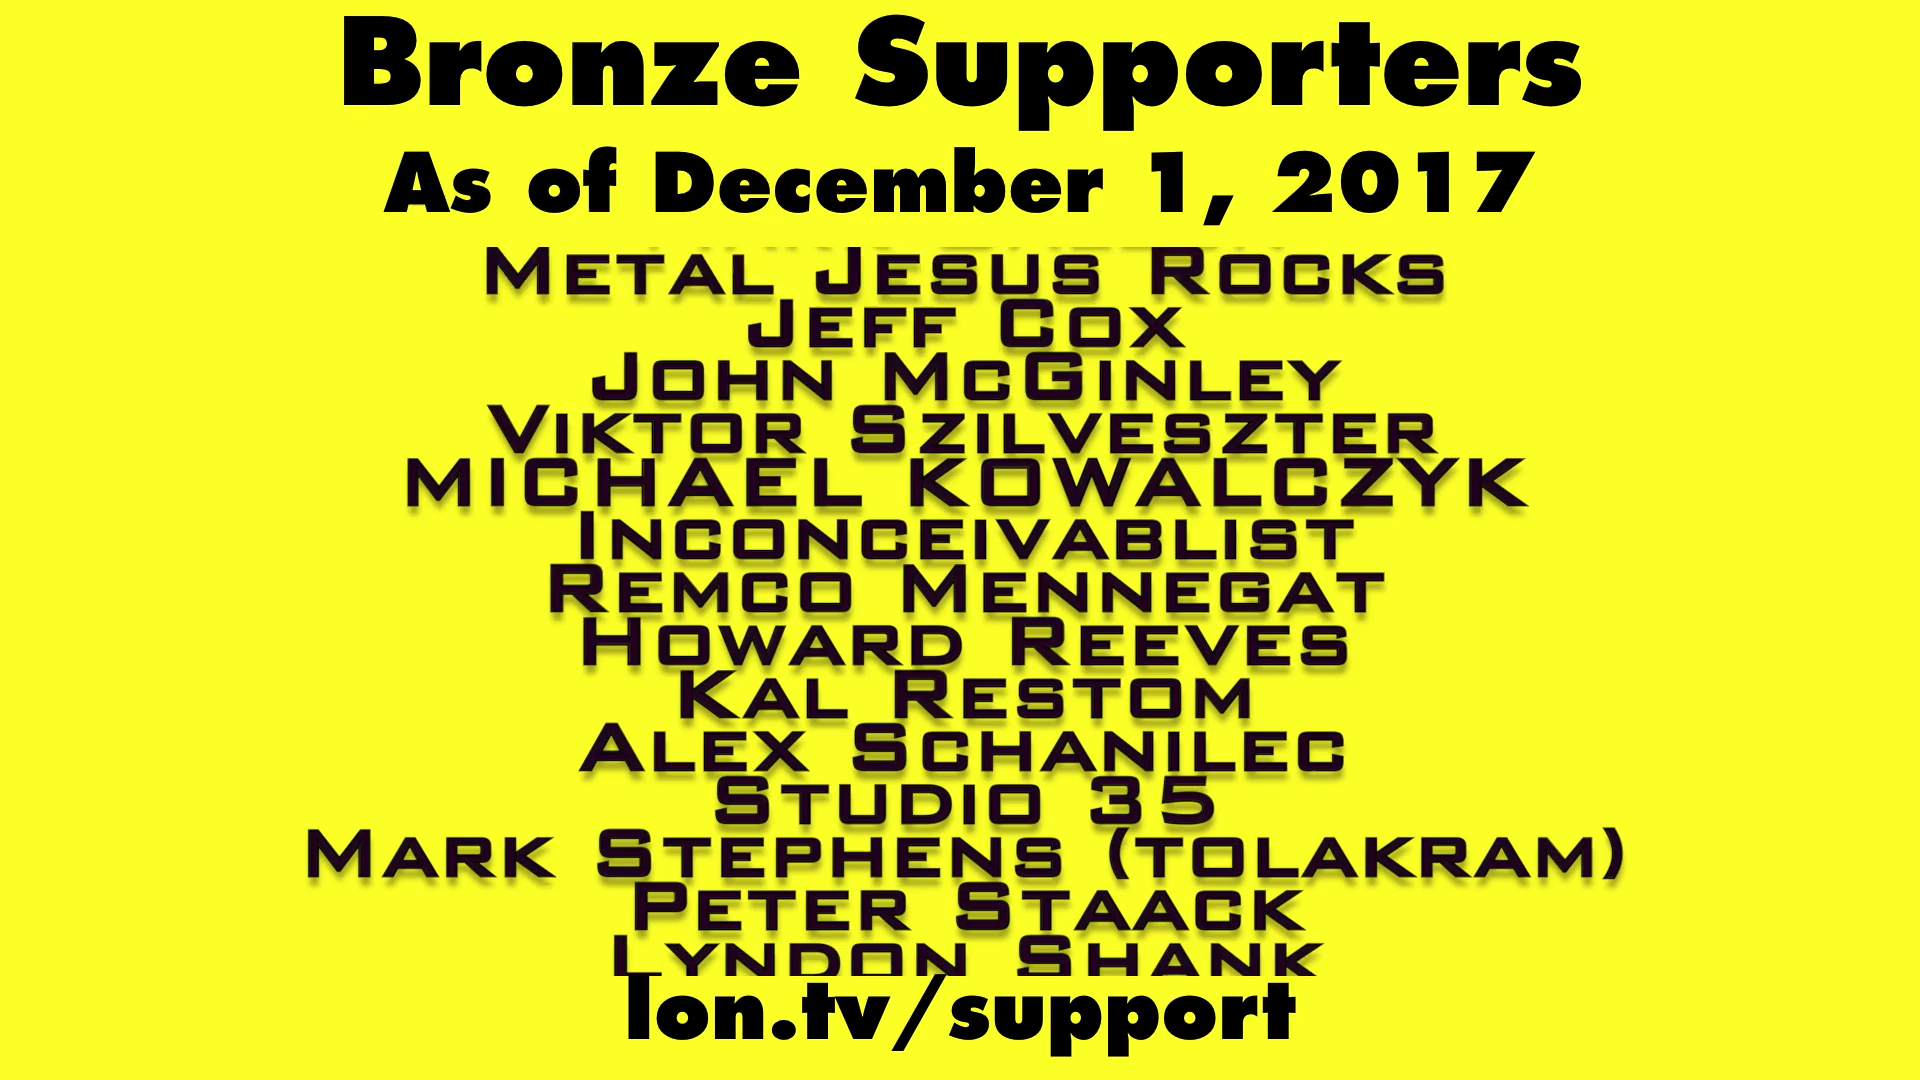 Bronze Supporters
As of December 1, 2017
Metal Jesus Rocks
Jeff Cox
John McGinley
Viktor Szilveszter
MICHAEL KOWALCZYK
Inconceivablist
Remco Mennegat
Howard Reeves
Kal Restom
Alex Schanilec
Studio 35
Mark Stephens (tolakram)
Peter Staack
Lyndon Shank
lon.tv/support